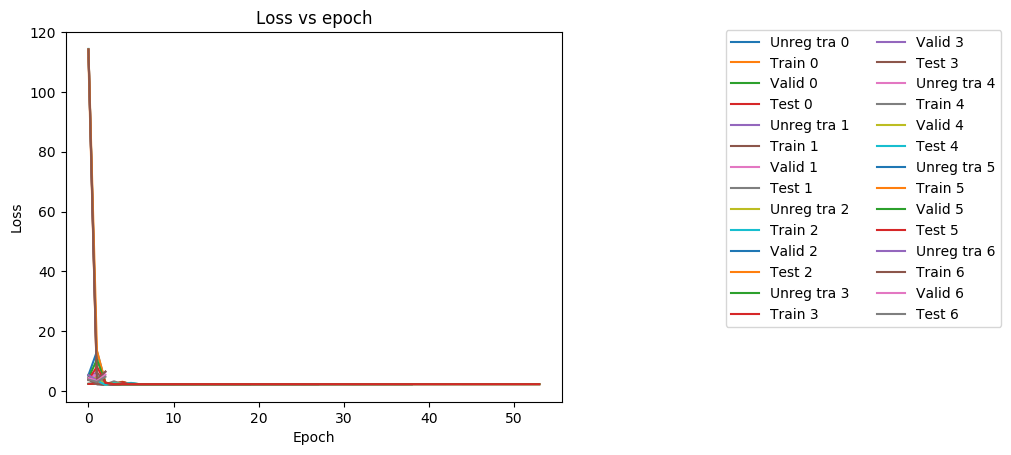 Loss vs epoch
120
100
80
60
40
20
0
Loss
0 10 20 30 40 50
Epoch
Unreg tra 0
Train 0
Valid 0
Test 0
Unreg tra 1
Train 1
Valid 1
Test 1
Unreg tra 2
Train 2
Valid 2
Test 2
Unreg tra 3
Train 3
Valid 3
Test 3
Unreg tra 4
Train 4
Valid 4
Test 4
Unreg tra 5
Train 5
Valid 5
Test 5
Unreg tra 6
Train 6
Valid 6
Test 6